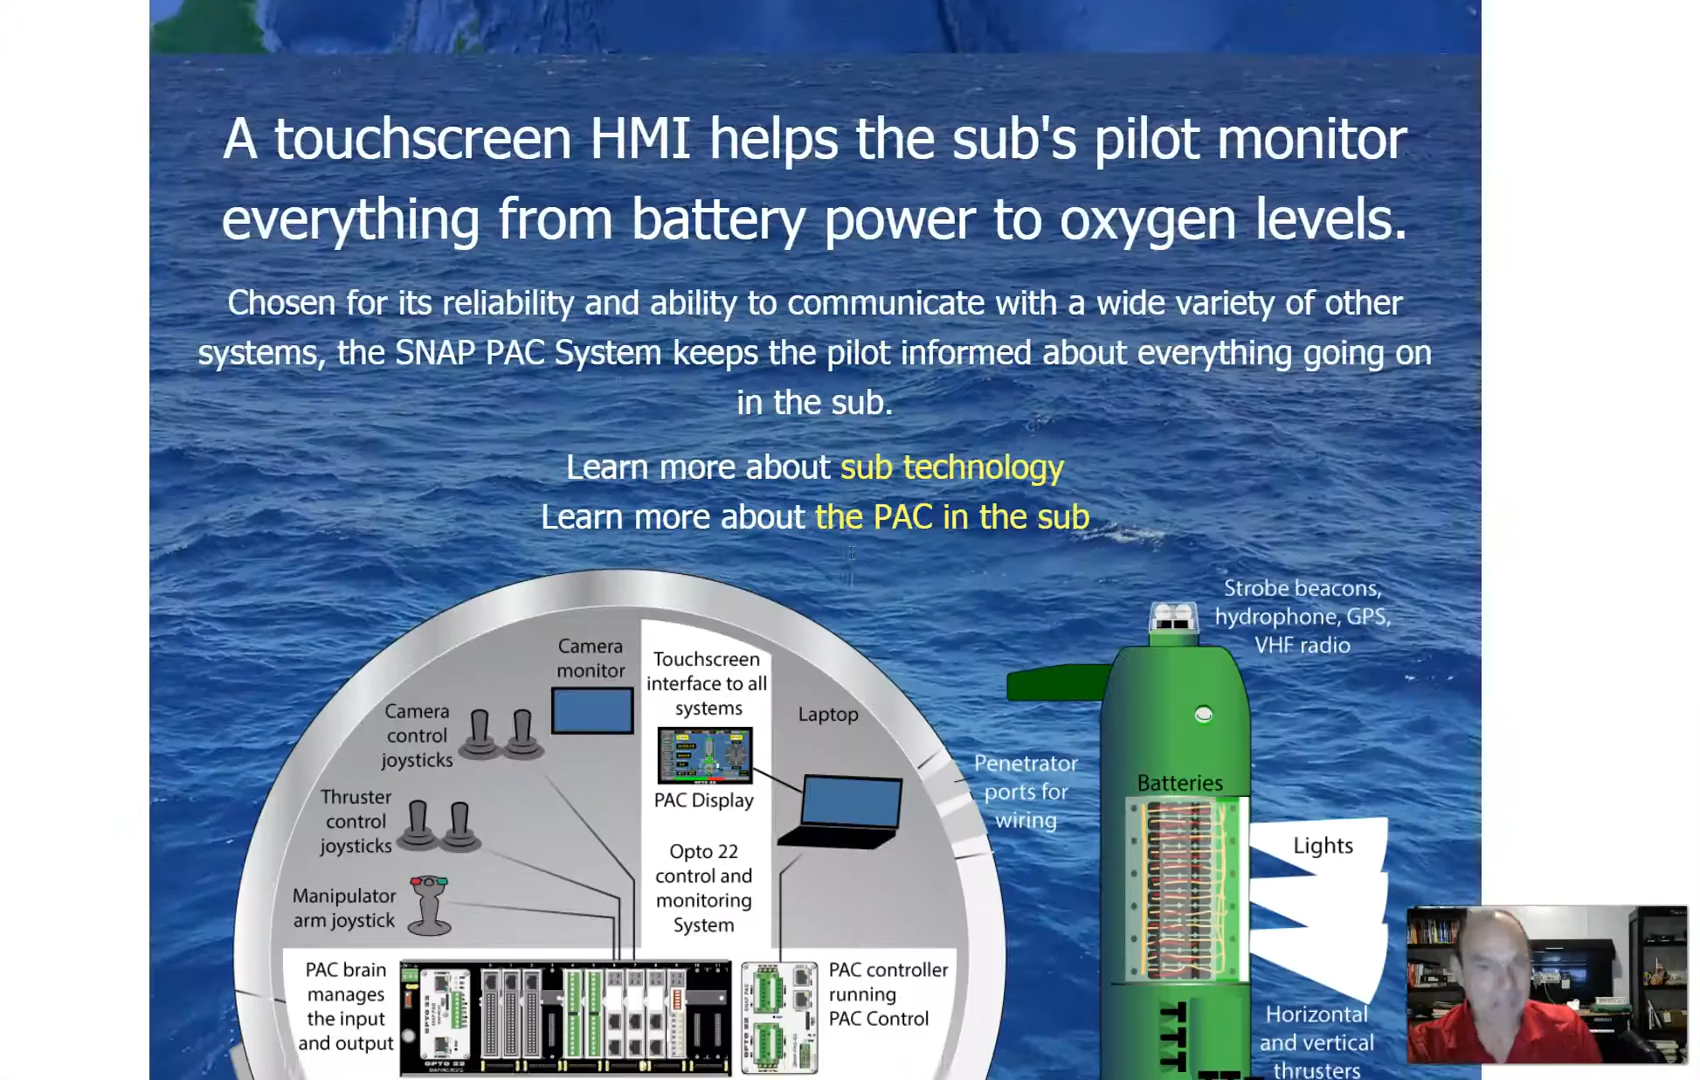 A touchscreen HMI helps the sub's pilot monitor
everything from battery power to oxygen levels.
Chosen for its reliability and ability to communicate with a wide variety of other
systems, the SNAP PAC System keeps the pilot informed about everything going on
in the sub.
Learn more about sub technology
Learn more about the PAC in the sub
Strobe beacons,
hydrophone, GPS,
VHF radio
Camera
monitor
Touchscreen
interface to all
systems
Laptop
Camera
control
joysticks
Penetrator
ports for
wiring
Batteries
PAC Display
Thruster
control
joysticks
Lights
Opto 22
control and
monitoring
System
Manipulator
arm joystick
PAC brain
manages
the input
and output
PAC controller
running
PAC Control
Horizontal
and vertical
thrusters